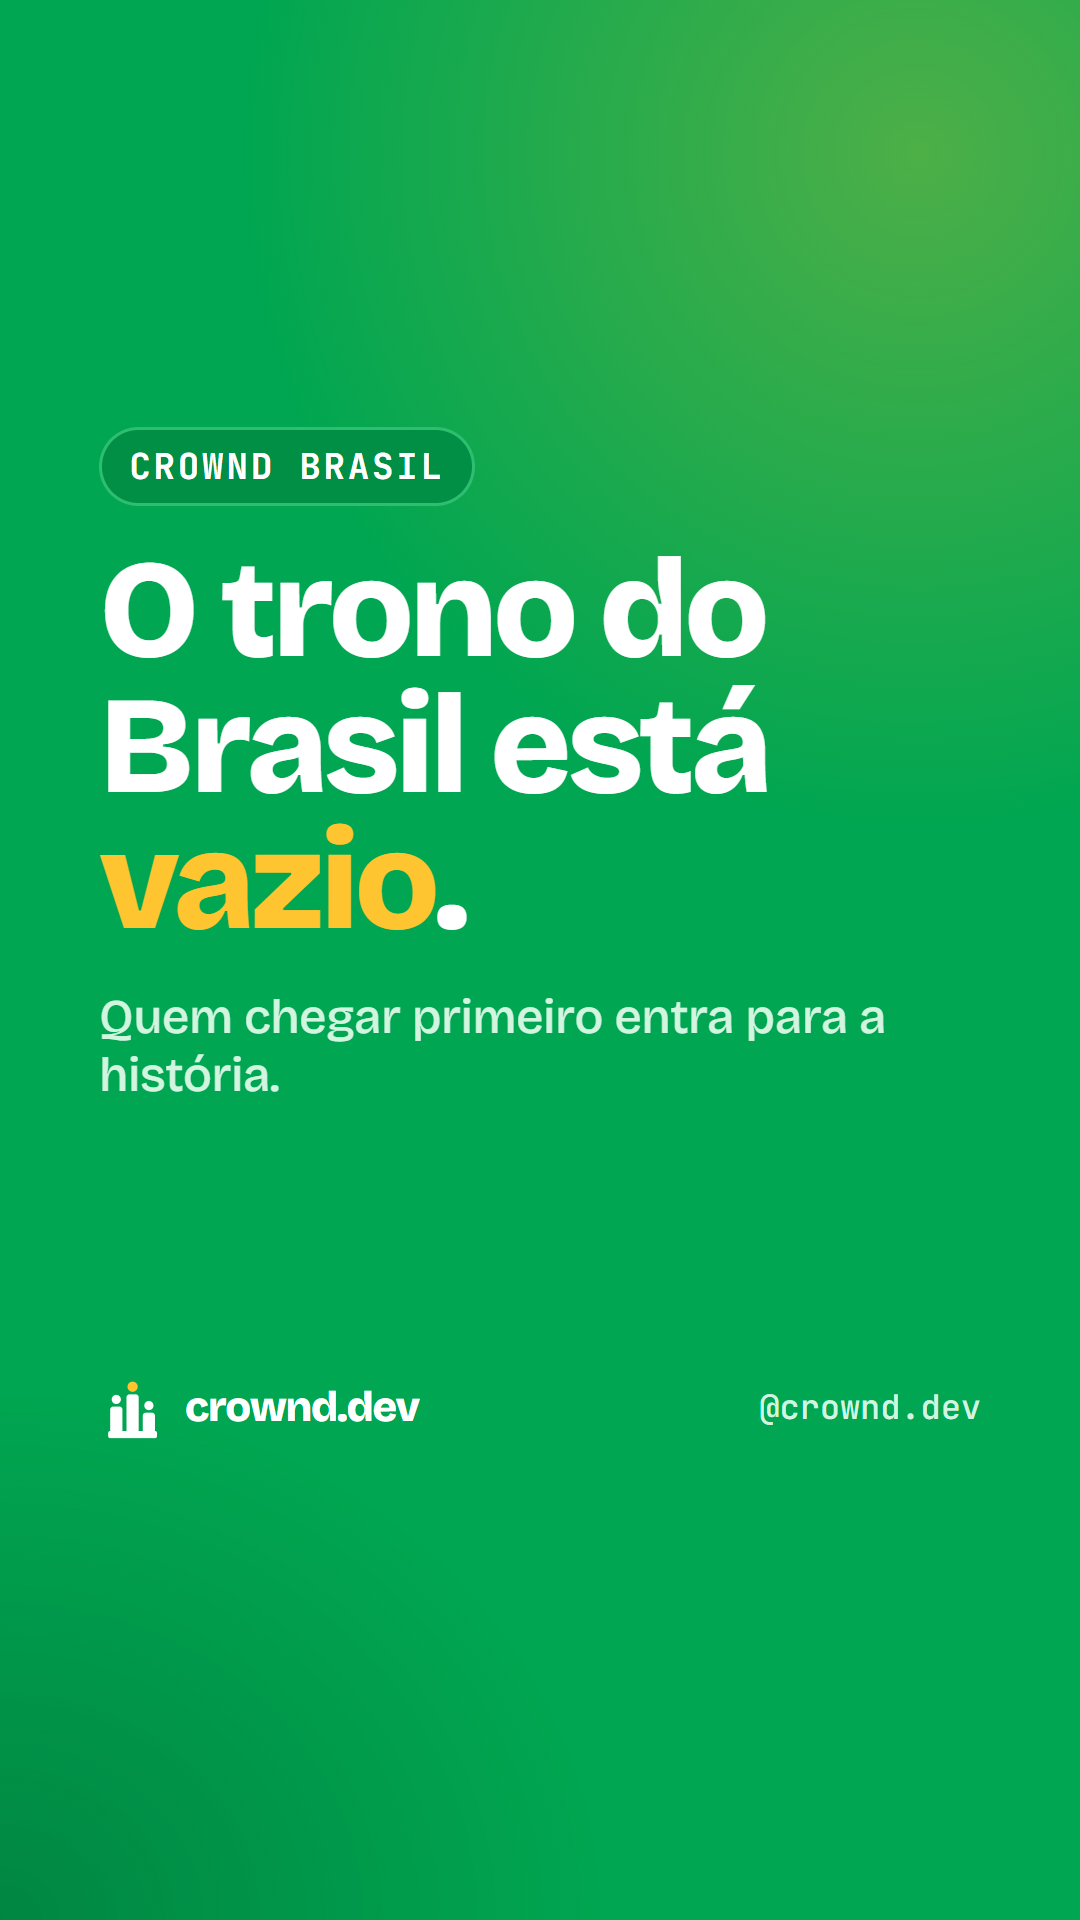 CROWND BRASIL
O trono do
Brasil está
vazio.
Quem chegar primeiro entra para a
história.
crownd.dev
@crownd.dev